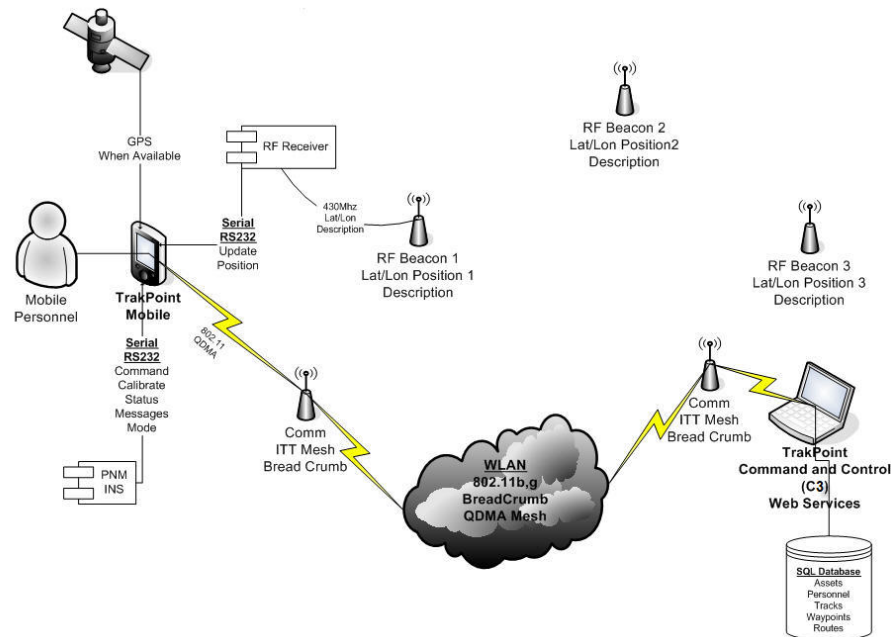 GPS
When Available
RF Receiver
430Mhz
Lat/Lon
Description
RF Beacon 1
Lat/Lon Position 1
Description
RF Beacon 2
Lat/Lon Position2
Description
RF Beacon 3
Lat/Lon Position 3
Description
Serial
RS232
Update
Position
Mobile
Personnel
TrakPoint
Mobile
Serial
RS232
Command
Calibrate
Status
Messages
Mode
PNM
INS
802.11
QDMA
Comm
ITT Mesh
Bread Crumb
WLAN
802.11b,g
BreadCrumb
QDMA Mesh
Comm
ITT Mesh
Bread Crumb
TrakPoint
Command and Control
(C3)
Web Services
SQL Database
Assets
Personnel
Tracks
Waypoints
Routes